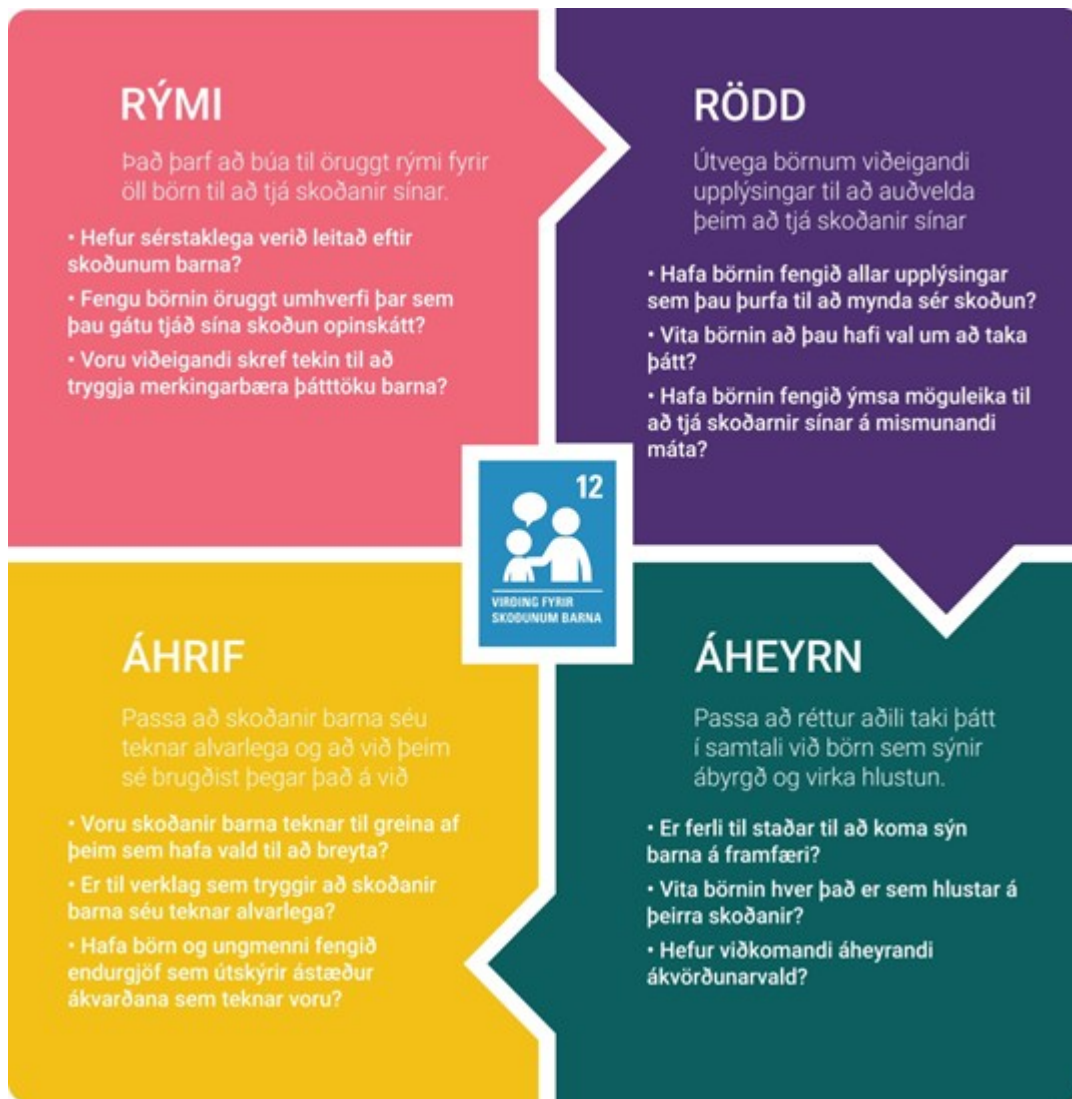 RÝMI
Það þarf að búa til öruggt rými fyrir
öll börn til að tjá skoðanir sínar.
• Hefur sérstaklega verið leitað eftir
skoðunum barna?
• Fengu börnin öruggt umhverfi þar sem
þau gátu tjáð sína skoðun opinskátt?
• Voru viðeigandi skref tekin til að
tryggja merkingarbæra þátttöku barna?
RÖDD
Útvega börnum viðeigandi
upplýsingar til að auðvelda
þeim að tjá skoðanir sínar
• Hafa börnin fengið allar upplýsingar
sem þau þurfa til að mynda sér skoðun?
• Vita börnin að þau hafi val um að taka
þátt?
• Hafa börnin fengið ýmsa möguleika til
að tjá skoðarnir sínar á mismunandi
máta?
12
VIRÐING FYRIR
SKOÐUNUM BARNA
ÁHRIF
Passa að skoðanir barna séu
teknar alvarlega og að við þeim
sé brugðist þegar það á við
• Voru skoðanir barna teknar til greina af
þeim sem hafa vald til að breyta?
• Er til verklag sem tryggir að skoðanir
barna séu teknar alvarlega?
• Hafa börn og ungmenni fengið
endurgjöf sem útskýrir ástæður
ákvarðana sem teknar voru?
ÁHEYRN
Passa að réttur aðili taki þátt
í samtali við börn sem sýnir
ábyrgð og virka hlustun.
• Er ferli til staðar til að koma sýn
barna á framfæri?
• Vita börnin hver það er sem hlustar á
þeirra skoðanir?
• Hefur viðkomandi áheyrandi
ákvörðunarvald?